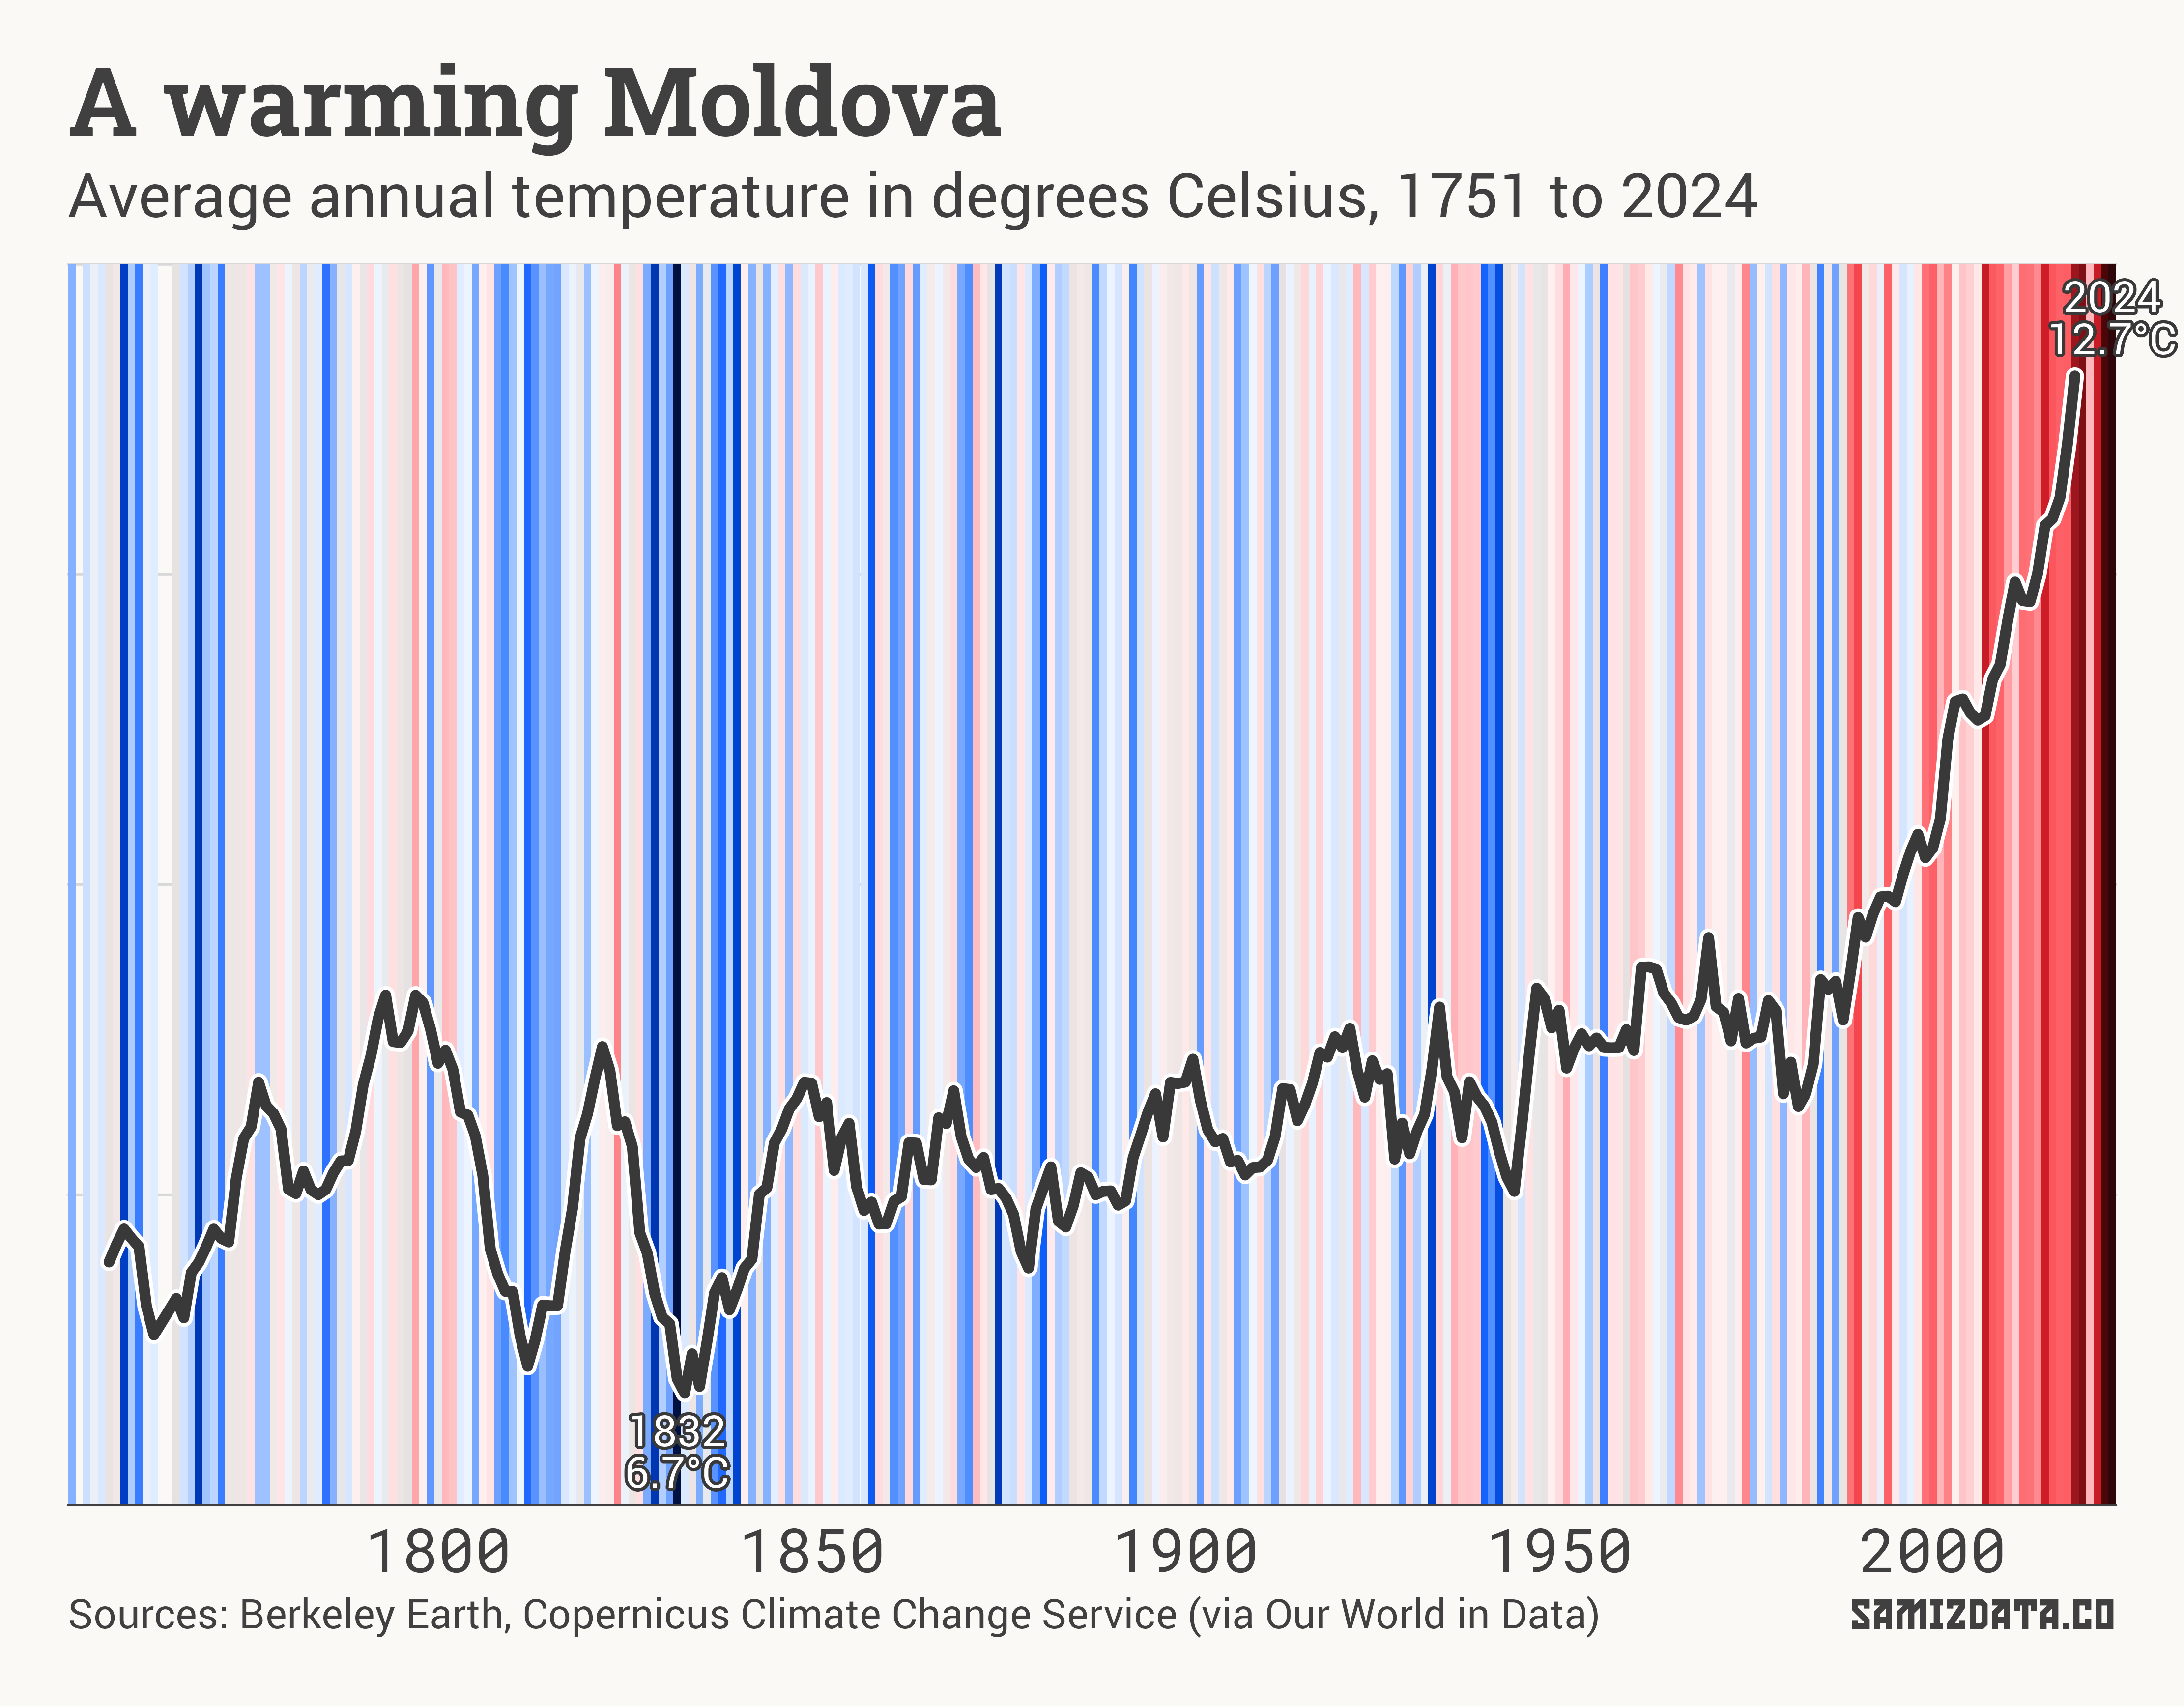 A warming Moldova
Average annual temperature in degrees Celsius, 1751 to 2024
2024
12.7°C
1832
6.7°C
1800 1850 1900 1950 2000
Sources: Berkeley Earth, Copernicus Climate Change Service (via Our World in Data)
SAMIZDATA.CO